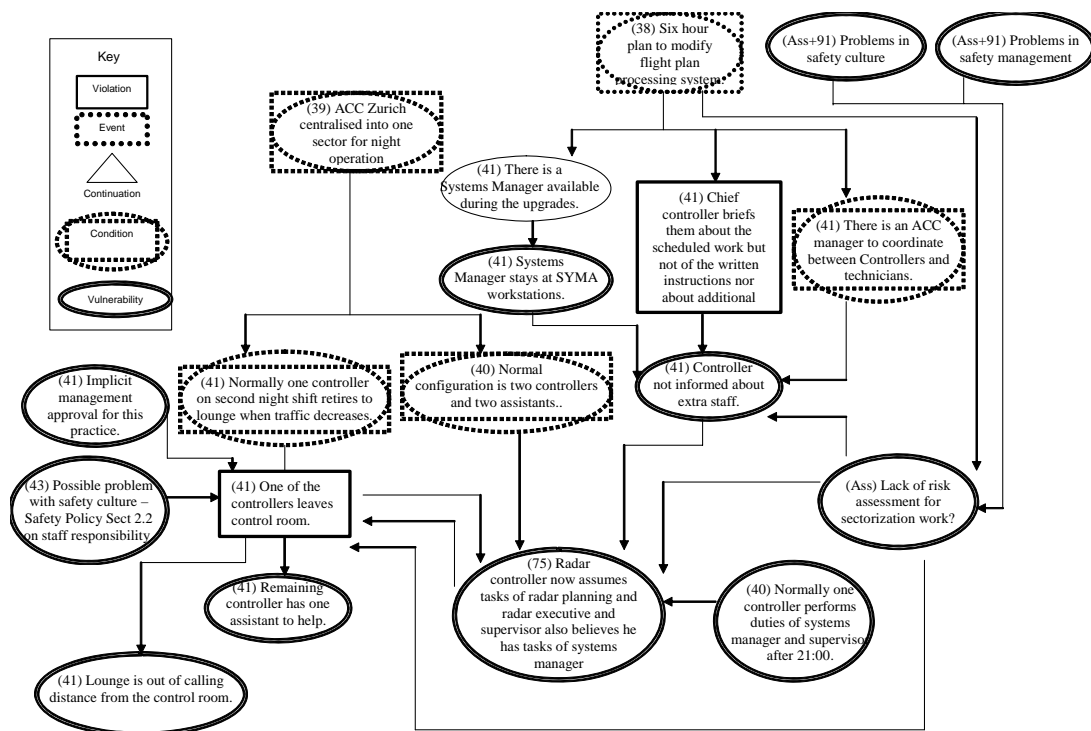 Key
Violation
Event
Continuation
Condition
Vulnerability
(38) Six hour
plan to modify
flight plan
processing system.
(Ass+91) Problems in
safety culture
(Ass+91) Problems in
safety management
(39) ACC Zurich
centralised into one
sector for night
operation
(41) There is a
Systems Manager available
during the upgrades.
(41) Chief
controller briefs
them about the
scheduled work but
not of the written
instructions nor
about additional
(41) There is an ACC
manager to coordinate
between Controllers and
technicians.
(41) Systems
Manager stays at SYMA
workstations.
(41) Implicit
management
approval for this
practice.
(41) Normally one controller
on second night shift retires to
lounge when traffic decreases.
(40) Normal
configuration is two controllers
and two assistants..
(41) Controller
not informed about
extra staff.
(43) Possible problem
with safety culture –
Safety Policy Sect 2.2
on staff responsibility
(41) One of the
controllers leaves
control room.
(Ass) Lack of risk
assessment for
sectorization work?
(41) Remaining
controller has one
assistant to help.
(75) Radar
controller now assumes
tasks of radar planning and
radar executive and
supervisor also believes he
has tasks of systems
manager
(40) Normally one
controller performs
duties of systems
manager and supervisor
after 21:00.
(41) Lounge is out of calling
distance from the control room.